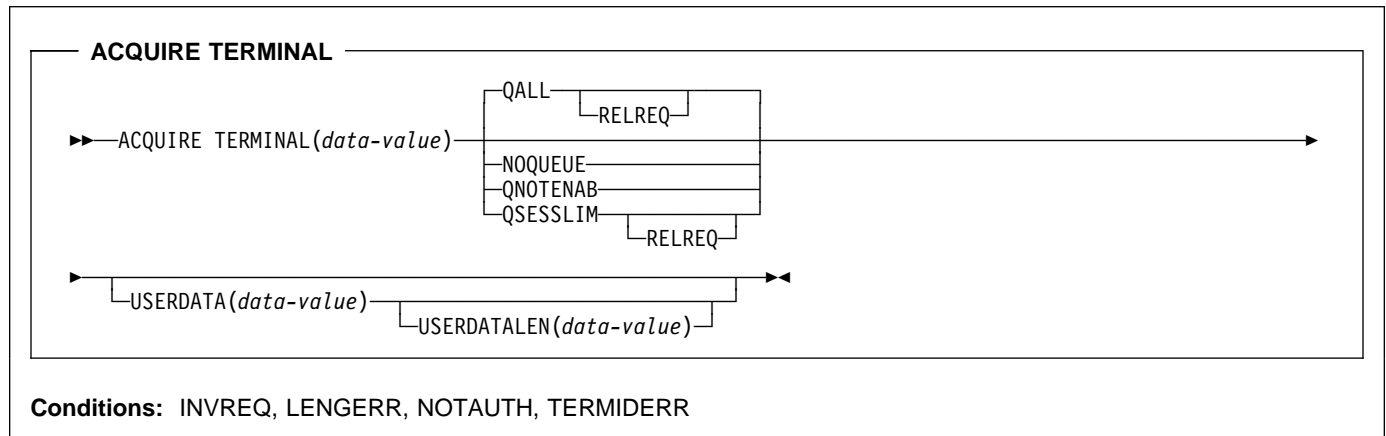 ACQUIRE TERMINAL
QALL
RELREQ
ACQUIRE TERMINAL(data-value)
NOQUEUE
QNOTENAB
QSESSLIM
RELREQ
USERDATA(data-value)
USERDATALEN(data-value)
Conditions: INVREQ, LENGERR, NOTAUTH, TERMIDERR